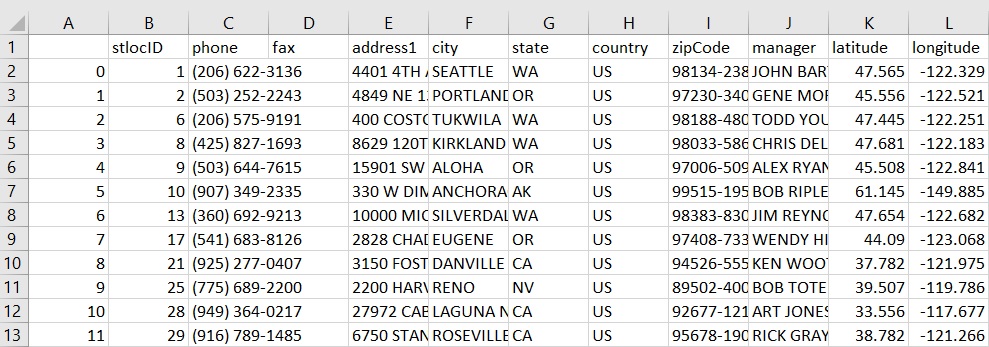 A B C D E F G H I J K L
1 stlocID phone fax address1 city state country zipCode manager latitude longitude
2 0 1 (206) 622-3136 4401 4TH SEATTLE WA US 98134-238 JOHN BAR 47.565 -122.329
3 1 2 (503) 252-2243 4849 NE 1 PORTLAND OR US 97230-340 GENE MOR 45.556 -122.521
4 2 6 (206) 575-9191 400 COSTC TUKWILA WA US 98188-480 TODD YOU 47.445 -122.251
5 3 8 (425) 827-1693 8629 120T KIRKLAND WA US 98033-586 CHRIS DEL 47.681 -122.183
6 4 9 (503) 644-7615 15901 SW ALOHA OR US 97006-509 ALEX RYAN 45.508 -122.841
7 5 10 (907) 349-2335 330 W DIM ANCHORA AK US 99515-195 BOB RIPLE 61.145 -149.885
8 6 13 (360) 692-9213 10000 MIC SILVERDAL WA US 98383-830 JIM REYNO 47.654 -122.682
9 7 17 (541) 683-8126 2828 CHAD EUGENE OR US 97408-733 WENDY HI 44.09 -123.068
10 8 21 (925) 277-0407 3150 FOST DANVILLE CA US 94526-555 KEN WOO 37.782 -121.975
11 9 25 (775) 689-2200 2200 HARV RENO NV US 89502-400 BOB TOTE 39.507 -119.786
12 10 28 (949) 364-0217 27972 CAB LAGUNA N CA US 92677-121 ART JONES 33.556 -117.677
13 11 29 (916) 789-1485 6750 STAN ROSEVILLE CA US 95678-190 RICK GRAY 38.782 -121.266